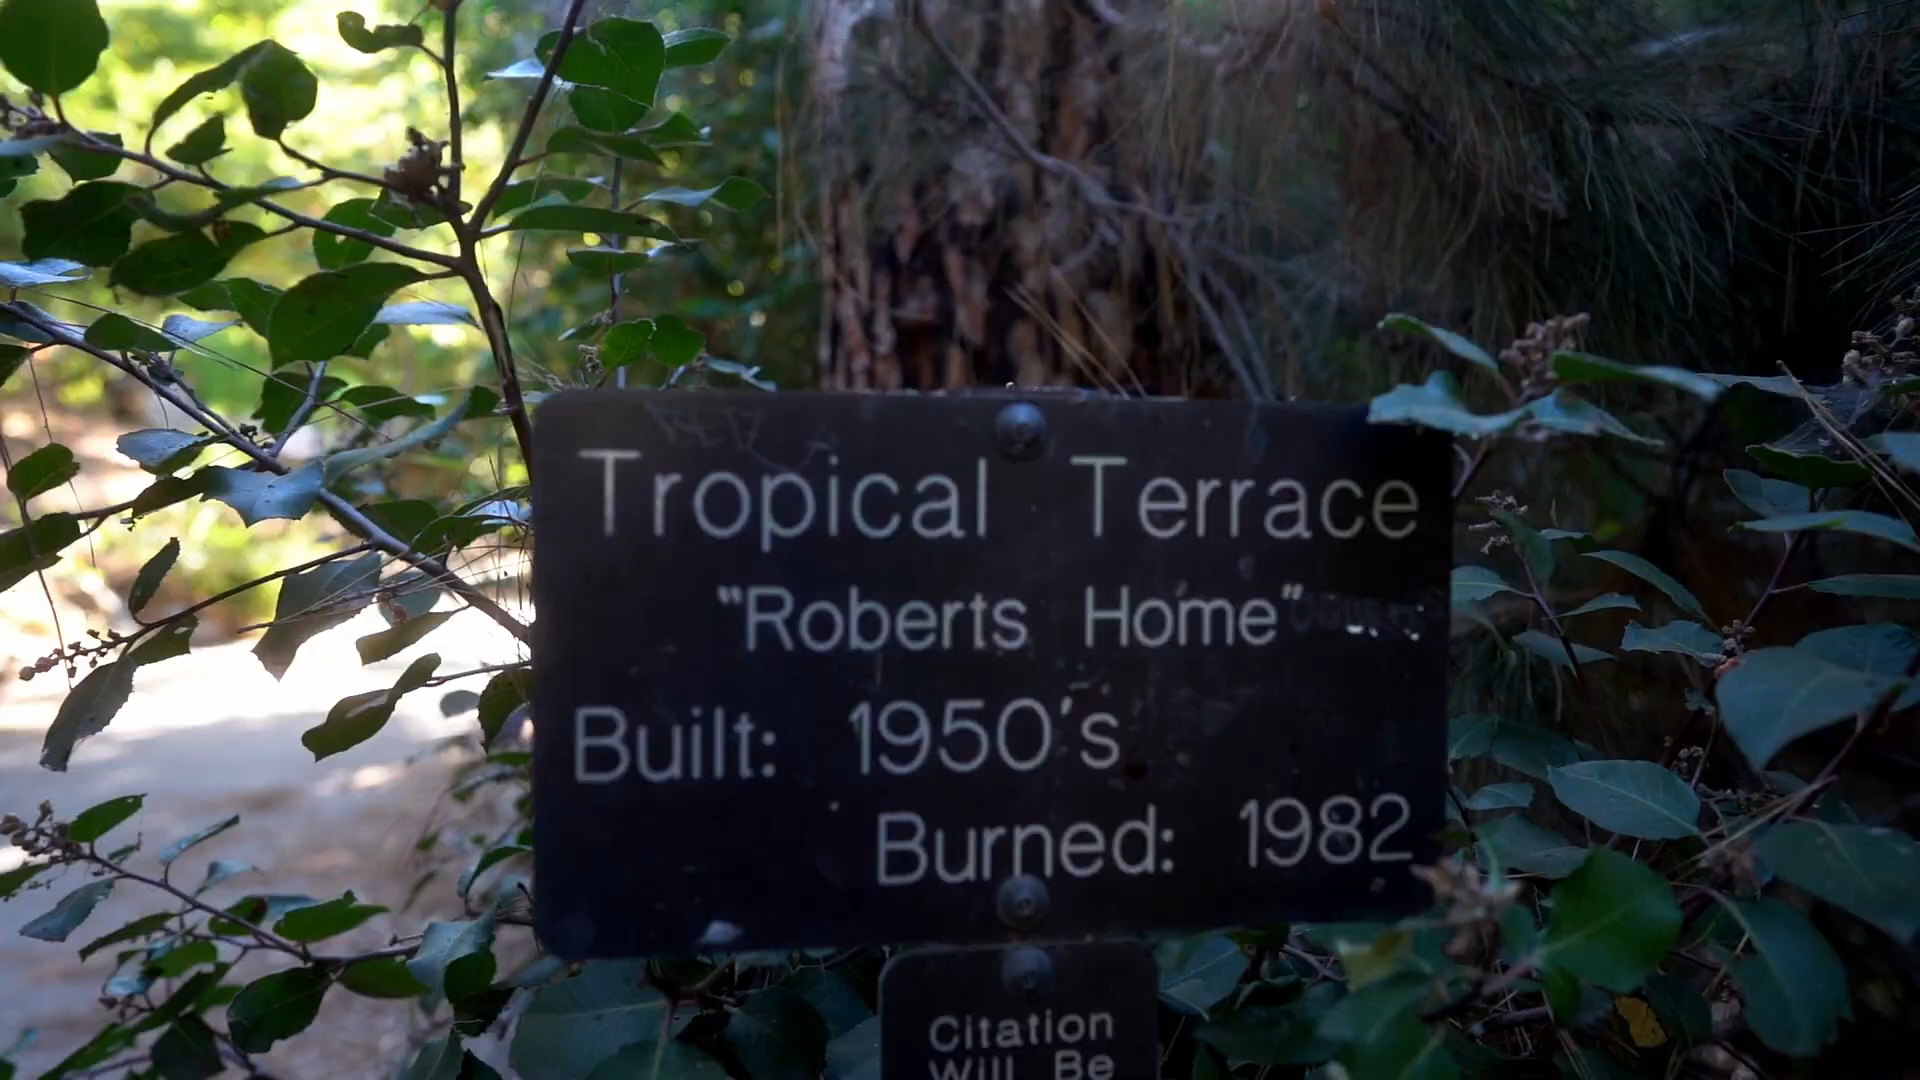 Tropical Terrace
"Roberts Home"
Built: 1950's
Burned: 1982
Citation
Will Be